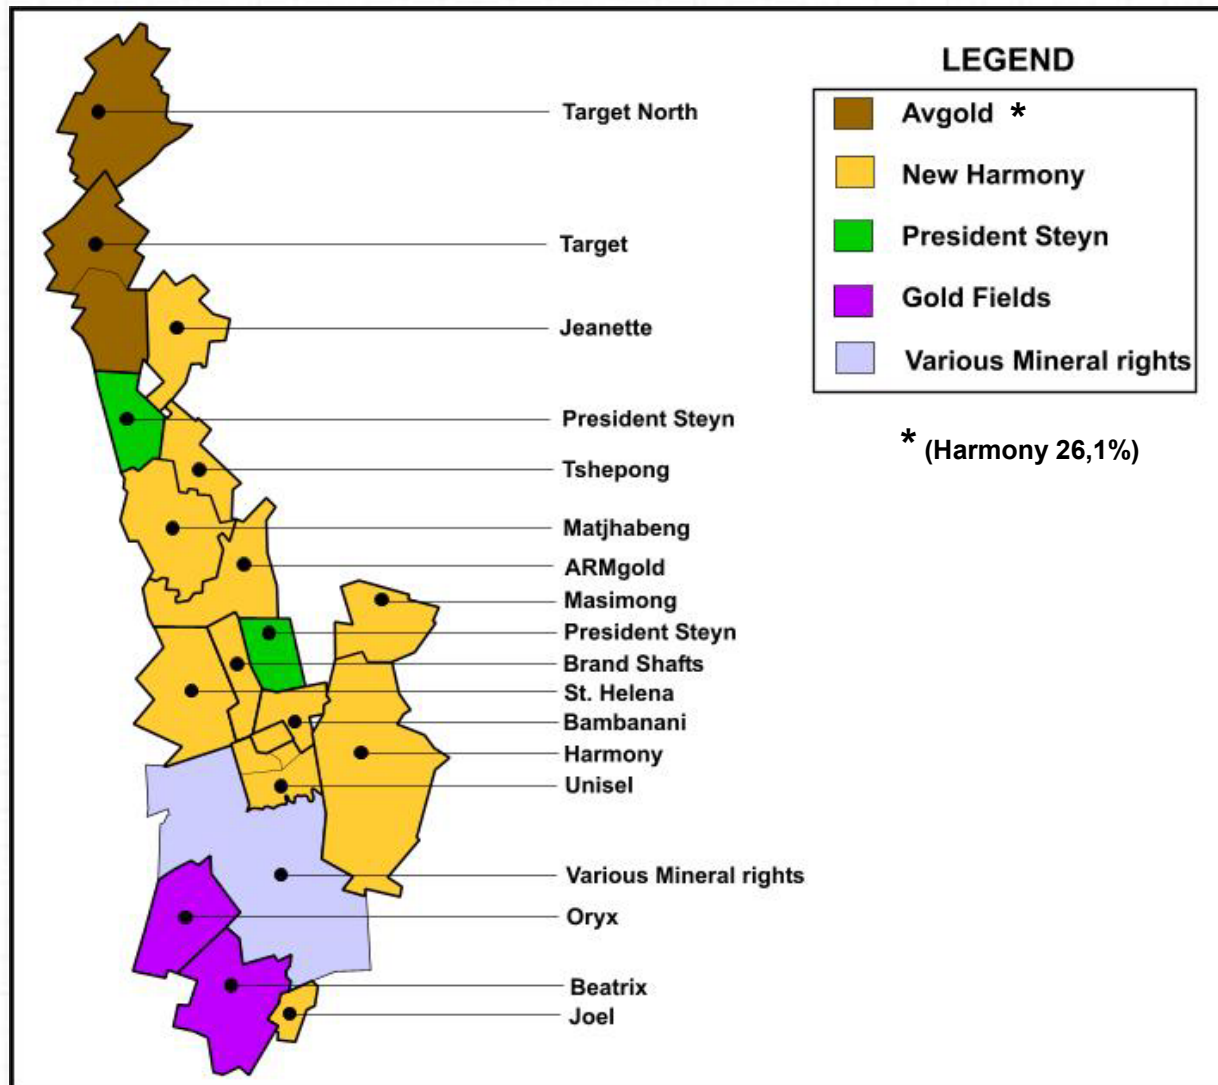 LEGEND
Avgold *
New Harmony
President Steyn
Gold Fields
Various Mineral rights
* (Harmony 26,1%)
Target North
Target
Jeanette
President Steyn
Tshepong
Matjhabeng
ARMgold
Masimong
President Steyn
Brand Shafts
St. Helena
Bambanani
Harmony
Unisel
Various Mineral rights
Oryx
Beatrix
Joel